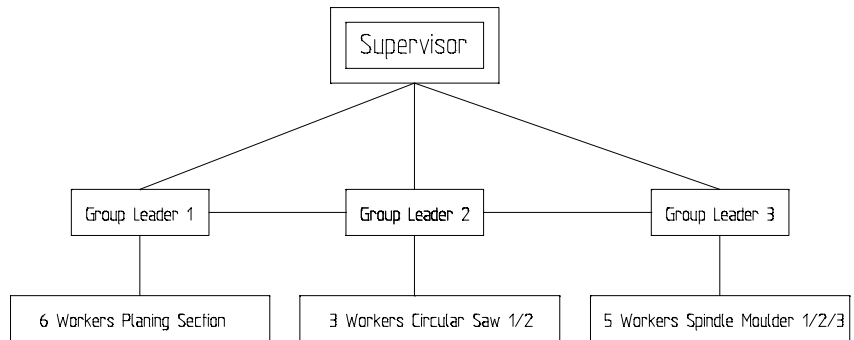 Supervisor
Group Leader 1
Group Leader 2
Group Leader 3
6 Workers Planing Section
3 Workers Circular Saw 1/2
5 Workers Spindle Moulder 1/2/3